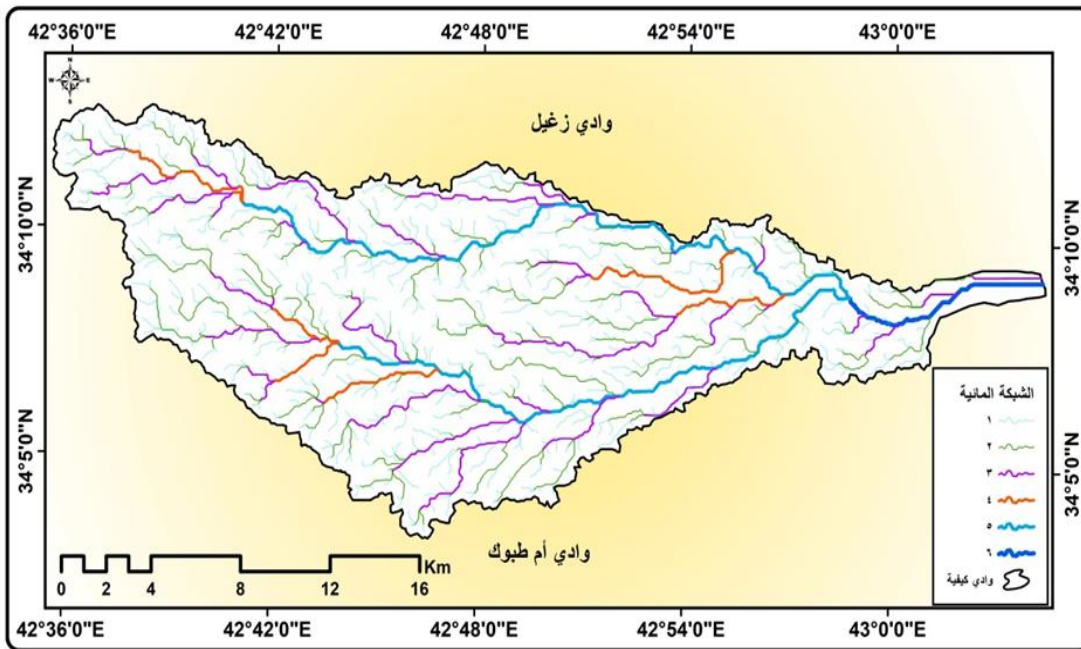 42°36'0"E 42°42'0"E 42°48'0"E 42°54'0"E 43°0'0"E
N
W E
S
وادي زغيل
34°10'0"N
34°10'0"N
34°5'0"N
34°5'0"N
وادي أم طبوك
الشبكة المائية
١
٢
٣
٤
٥
٦
وادي كيفية
0 2 4 8 12 16 Km
42°36'0"E 42°42'0"E 42°48'0"E 42°54'0"E 43°0'0"E